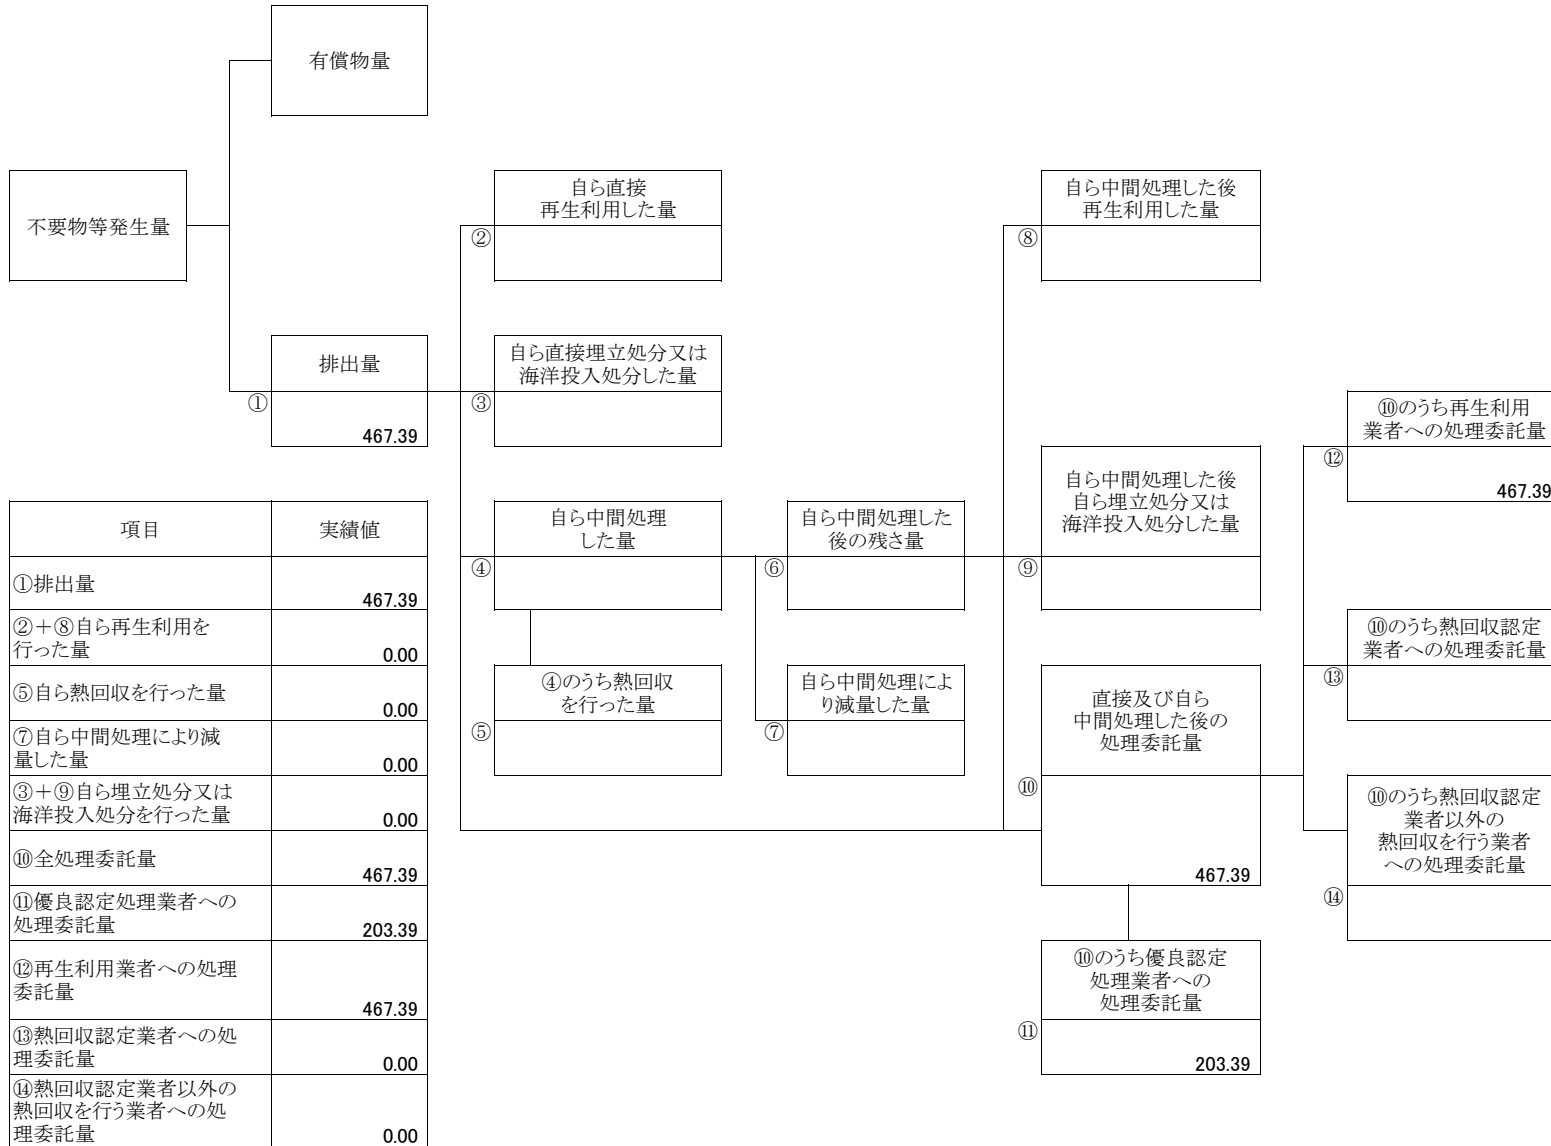 有償物量
不要物等発生量
排出量
①
467.39
自ら直接
再生利用した量
②
自ら直接埋立処分又は
海洋投入処分した量
③
自ら中間処理
した量
④
④のうち熱回収
を行った量
⑤
自ら中間処理した
後の残さ量
⑥
自ら中間処理によ
り減量した量
⑦
自ら中間処理した後
再生利用した量
⑧
自ら中間処理した後
自ら埋立処分又は
海洋投入処分した量
⑨
直接及び自ら
中間処理した後の
処理委託量
⑩
467.39
⑩のうち優良認定
処理業者への
処理委託量
⑪
203.39
⑩のうち再生利用
業者への処理委託量
⑫
467.39
⑩のうち熱回収認定
業者への処理委託量
⑬
⑩のうち熱回収認定
業者以外の
熱回収を行う業者
への処理委託量
⑭
項目 実績値
①排出量 467.39
②+⑧自ら再生利用を
行った量 0.00
⑤自ら熱回収を行った量 0.00
⑦自ら中間処理により減
量した量 0.00
③+⑨自ら埋立処分又は
海洋投入処分を行った量 0.00
⑩全処理委託量 467.39
⑪優良認定処理業者への
処理委託量 203.39
⑫再生利用業者への処理
委託量 467.39
⑬熱回収認定業者への処
理委託量 0.00
⑭熱回収認定業者以外の
熱回収を行う業者への処
理委託量 0.00